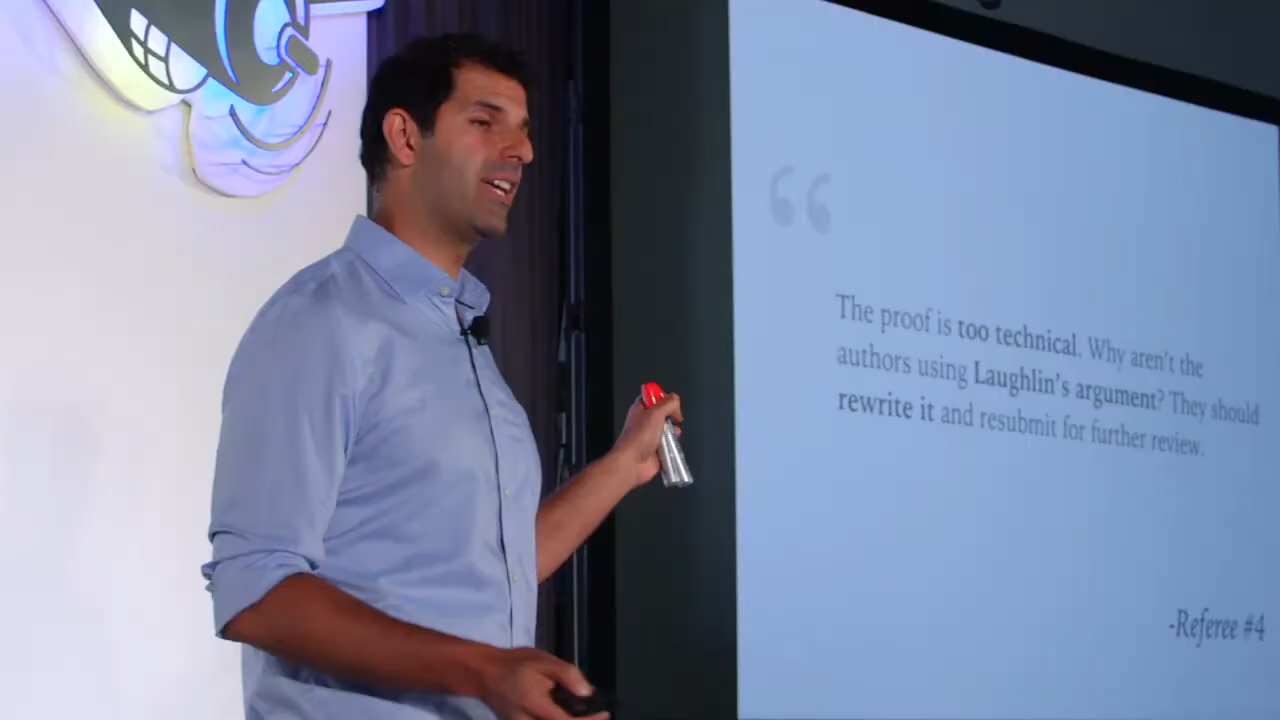 “
The proof is too technical. Why aren't the
authors using Laughlin's argument? They should
rewrite it and resubmit for further review.
-Referee #4